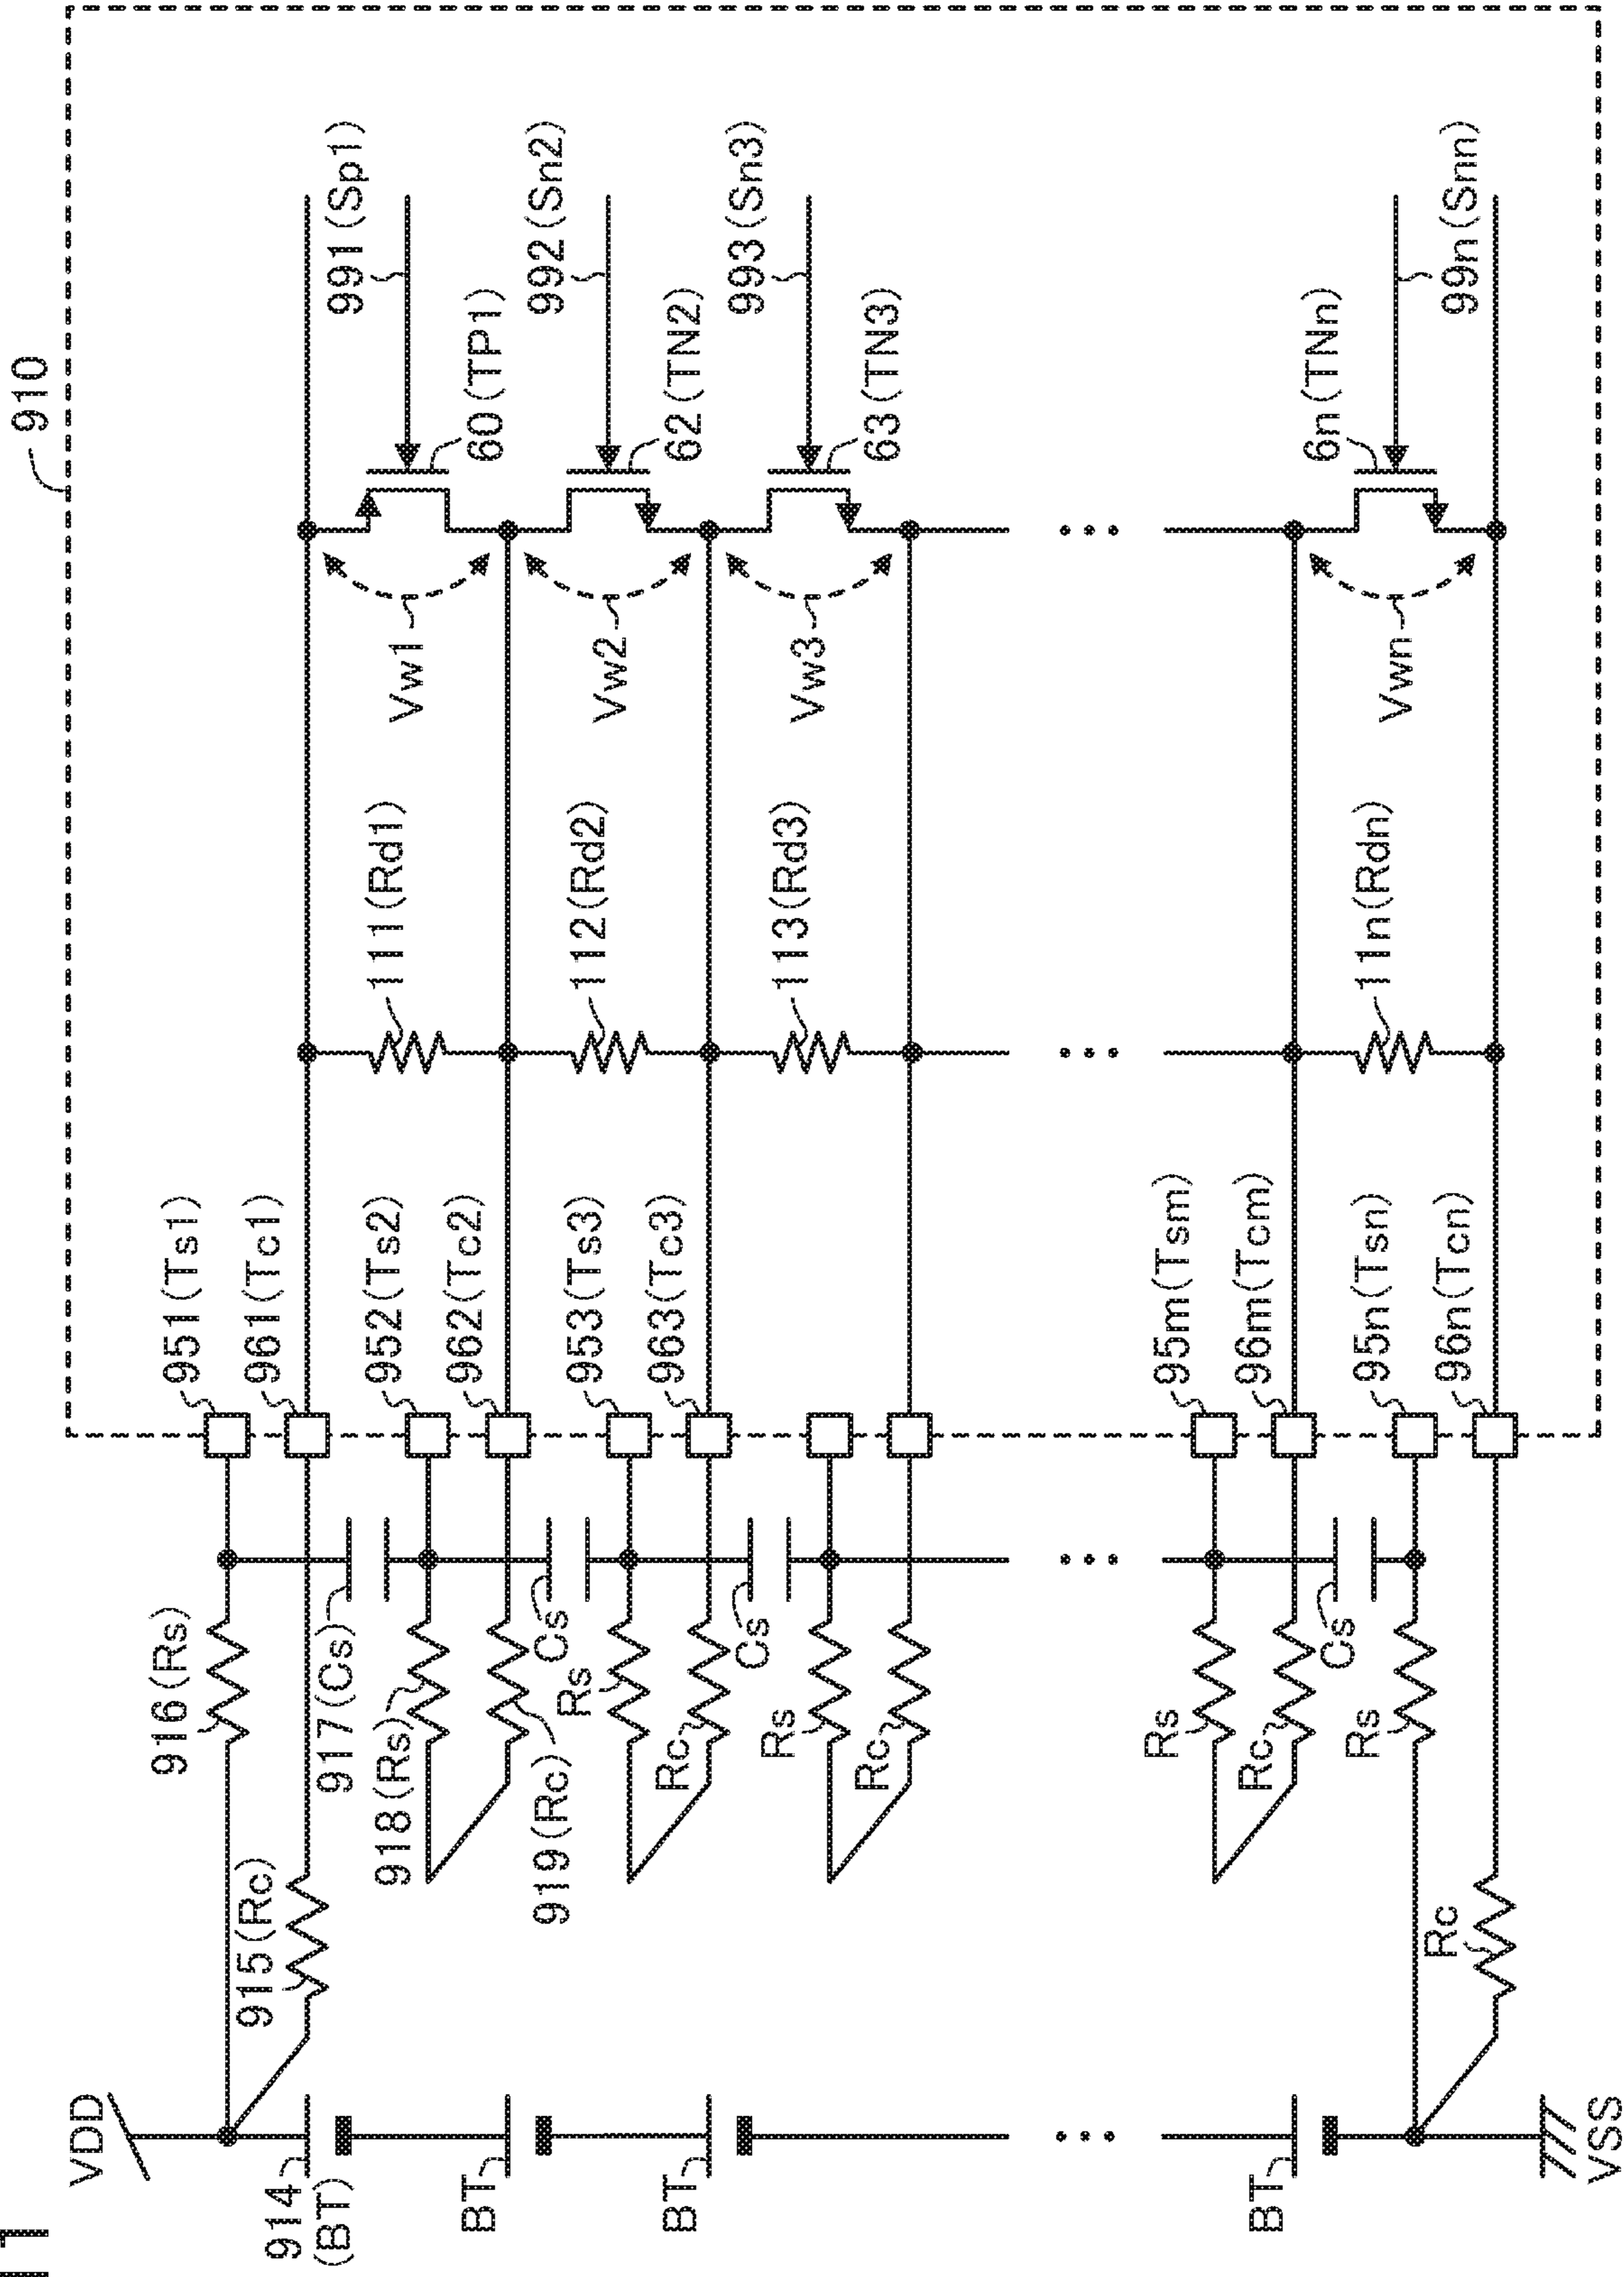 11
910
VDD
914
(BT)
BT
BT
BT
VSS
915(Rc)
916(Rs)
917(Cs)
918(Rs)
919(Rc)
Cs
Rs
Rc
Cs
Rs
Rc
Rs
Rc
Cs
Rs
Rc
951(Ts1)
961(Tc1)
952(Ts2)
962(Tc2)
953(Ts3)
963(Tc3)
95m(Tsm)
96m(Tcm)
95n(Tsn)
96n(Tcn)
111(Rd1)
112(Rd2)
113(Rd3)
11n(Rdn)
Vw1
Vw2
Vw3
Vwn
60(TP1)
62(TN2)
63(TN3)
6n(TNn)
991(Sp1)
992(Sn2)
993(Sn3)
99n(Snn)